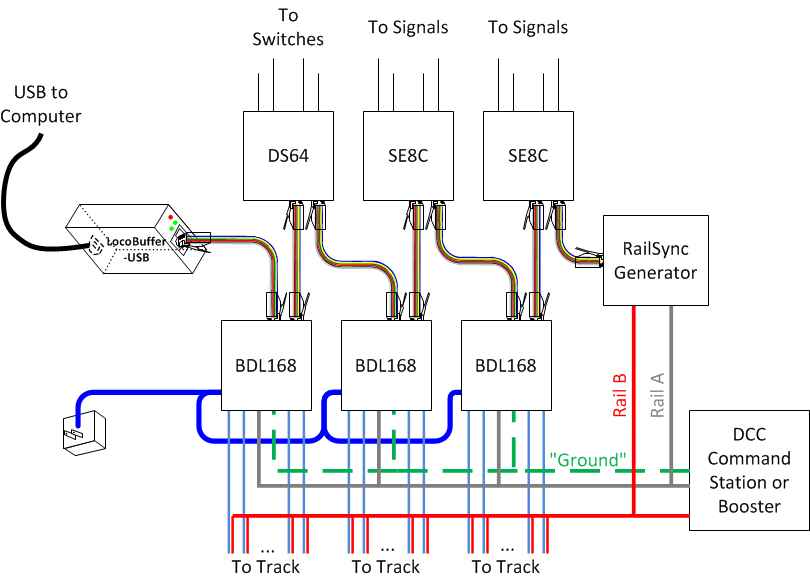 To
Switches
To Signals
To Signals
USB to
Computer
DS64
SE8C
SE8C
LocoBuffer
-USB
RailSync
Generator
BDL168
BDL168
BDL168
Rail B
Rail A
"Ground"
DCC
Command
Station or
Booster
...
...
...
To Track
To Track
To Track